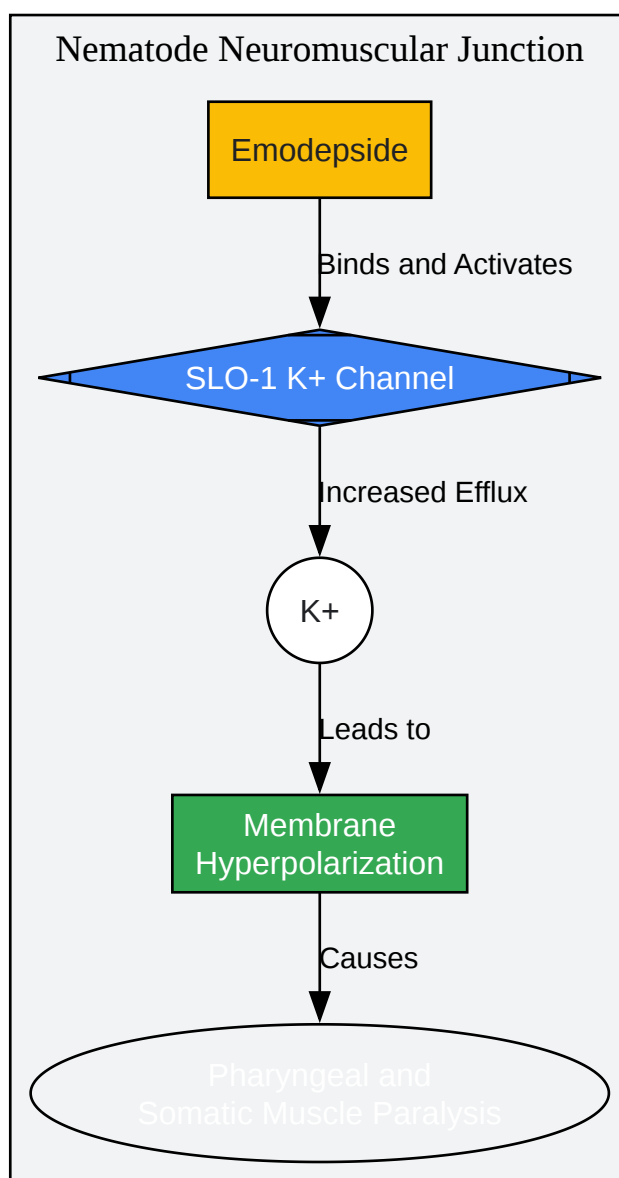 Nematode Neuromuscular Junction
Emodepside
Binds and Activates
SLO-1 K+ Channel
Increased Efflux
K+
Leads to
Membrane
Hyperpolarization
Causes
Pharyngeal and
Somatic Muscle Paralysis